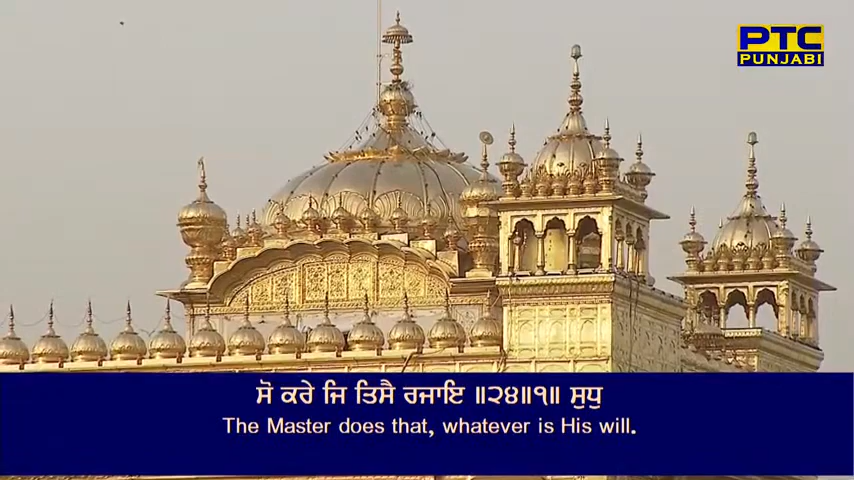 PTC
PUNJABI
ਸੋ ਕਰੇ ਜਿ ਤਿਸੈ ਰਜਾਇ ॥੨੪॥੧॥ ਸੁਧੁ
The Master does that, whatever is His will.